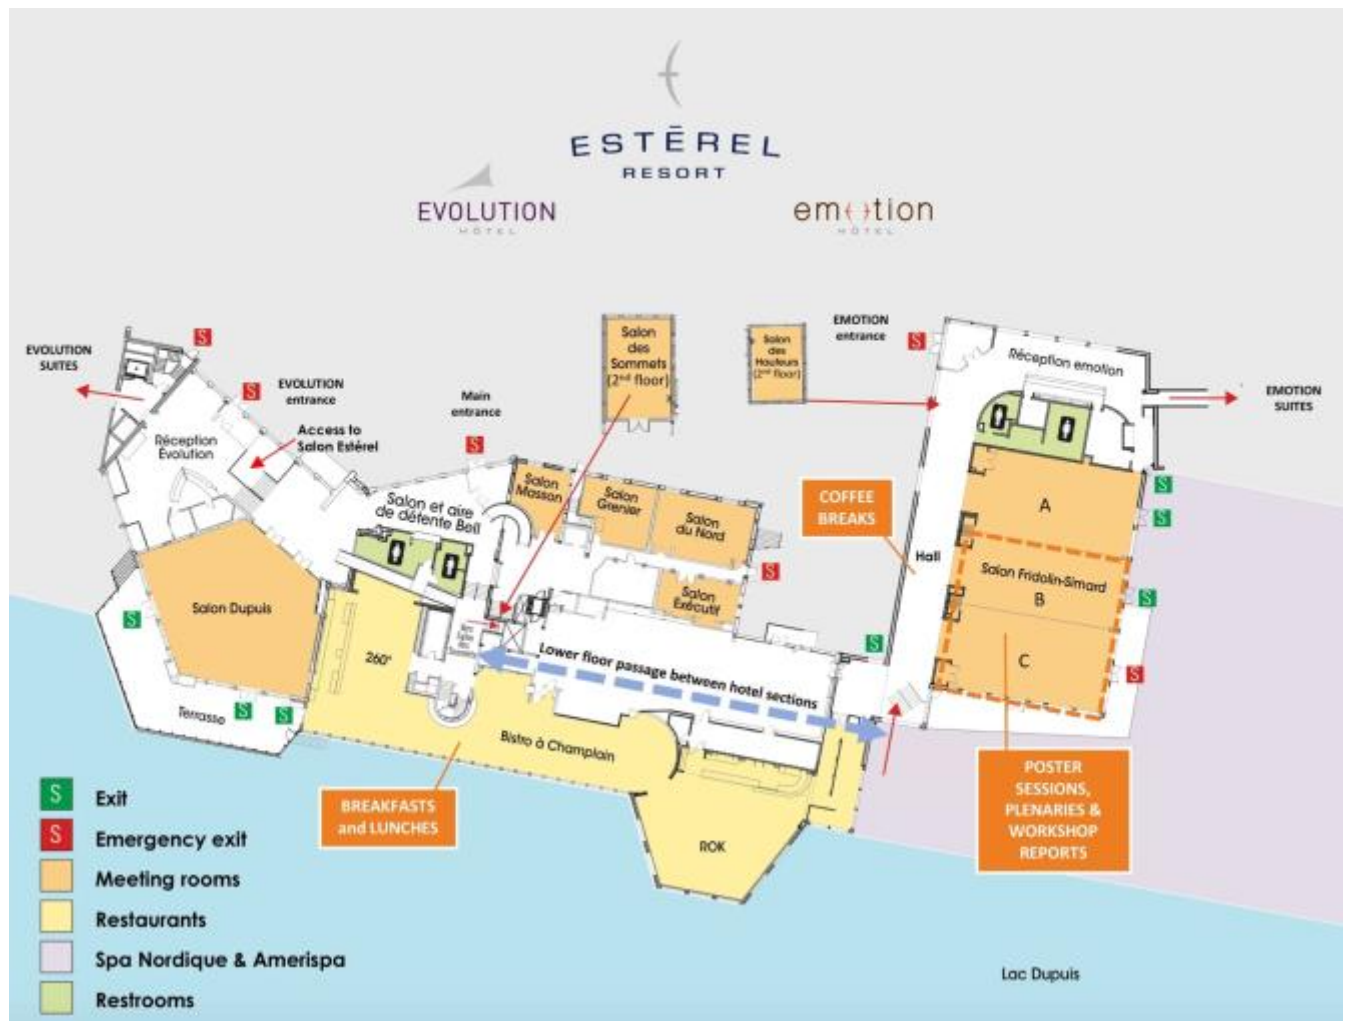 ESTĒREL
RESORT
EVOLUTION
HÔTEL
emotion
HÔTEL
EVOLUTION
SUITES
S
S
EVOLUTION
entrance
Access to
Salon Estérel
Réception
Évolution
Main
entrance
S
Salon
des
Sommets
(2nd floor)
Salon
des
Hauteurs
(2nd floor)
EMOTION
entrance
S
Réception emotion
EMOTION
SUITES
Salon et aire
de détente Bell
Salon
Masson
Salon
Grenier
Salon
du Nord
Salon
Exécutif
S
COFFEE
BREAKS
Hall
A
Salon Fridolin-Simard
B
C
S
S
S
S
S
Salon Dupuis
S
Terrasse
S
S
260°
Lower floor passage between hotel sections
Bistro à Champlain
ROK
BREAKFASTS
and LUNCHES
POSTER
SESSIONS,
PLENARIES &
WORKSHOP
REPORTS
S Exit
S Emergency exit
Meeting rooms
Restaurants
Spa Nordique & Amerispa
Restrooms
Lac Dupuis